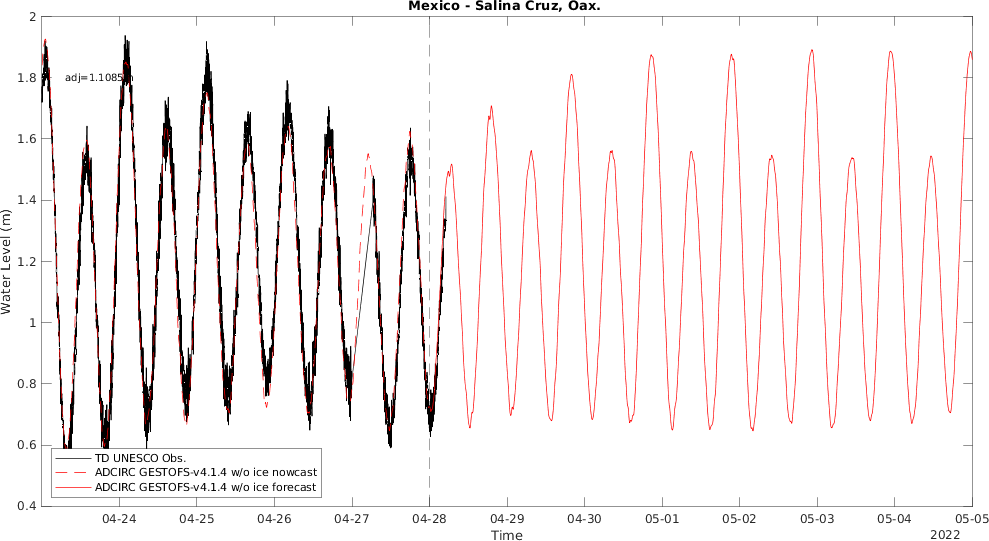 Mexico - Salina Cruz, Oax.
2
1.8
1.6
1.4
1.2
1
0.8
0.6
0.4
Water Level (m)
adj=1.1085
TD UNESCO Obs.
ADCIRC GESTOFS-v4.1.4 w/o ice nowcast
ADCIRC GESTOFS-v4.1.4 w/o ice forecast
04-24 04-25 04-26 04-27 04-28 04-29 04-30 05-01 05-02 05-03 05-04 05-05
Time
2022